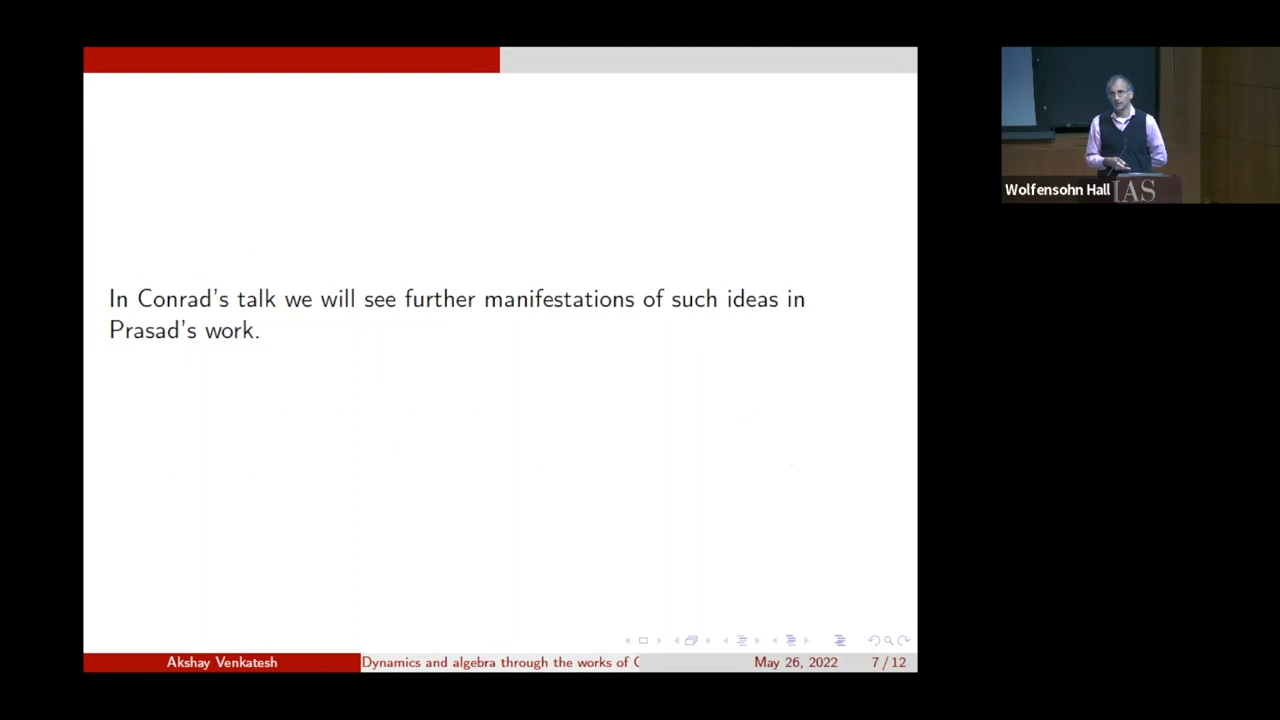 In Conrad's talk we will see further manifestations of such ideas in
Prasad's work.
Akshay Venkatesh
Dynamics and algebra through the works of
May 26, 2022
7 / 12
Wolfensohn Hall
IAS